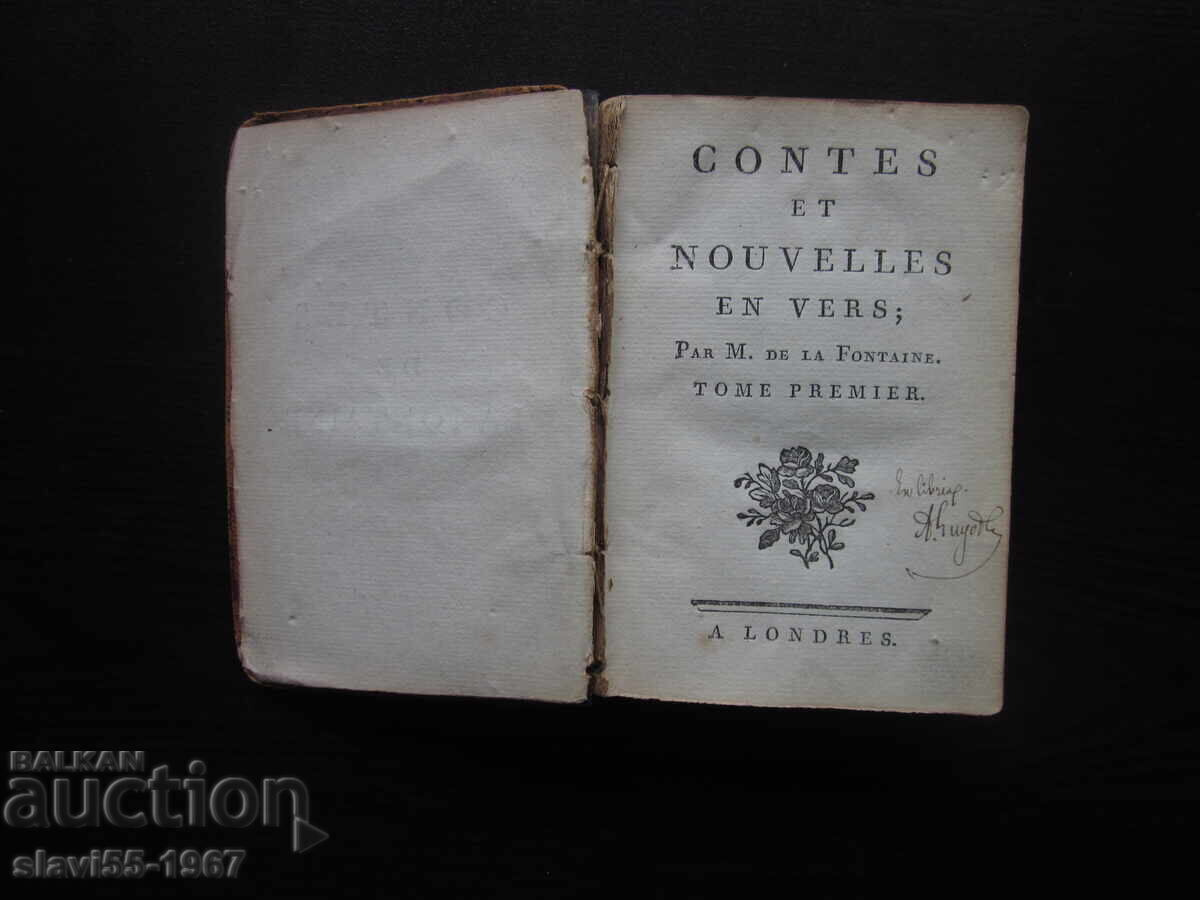 CONTES
ET
NOUVELLES
EN VERS;
PAR M. DE LA FONTAINE.
TOME PREMIER.
A LONDRES.
BALKAN
auction
slavi55-1967